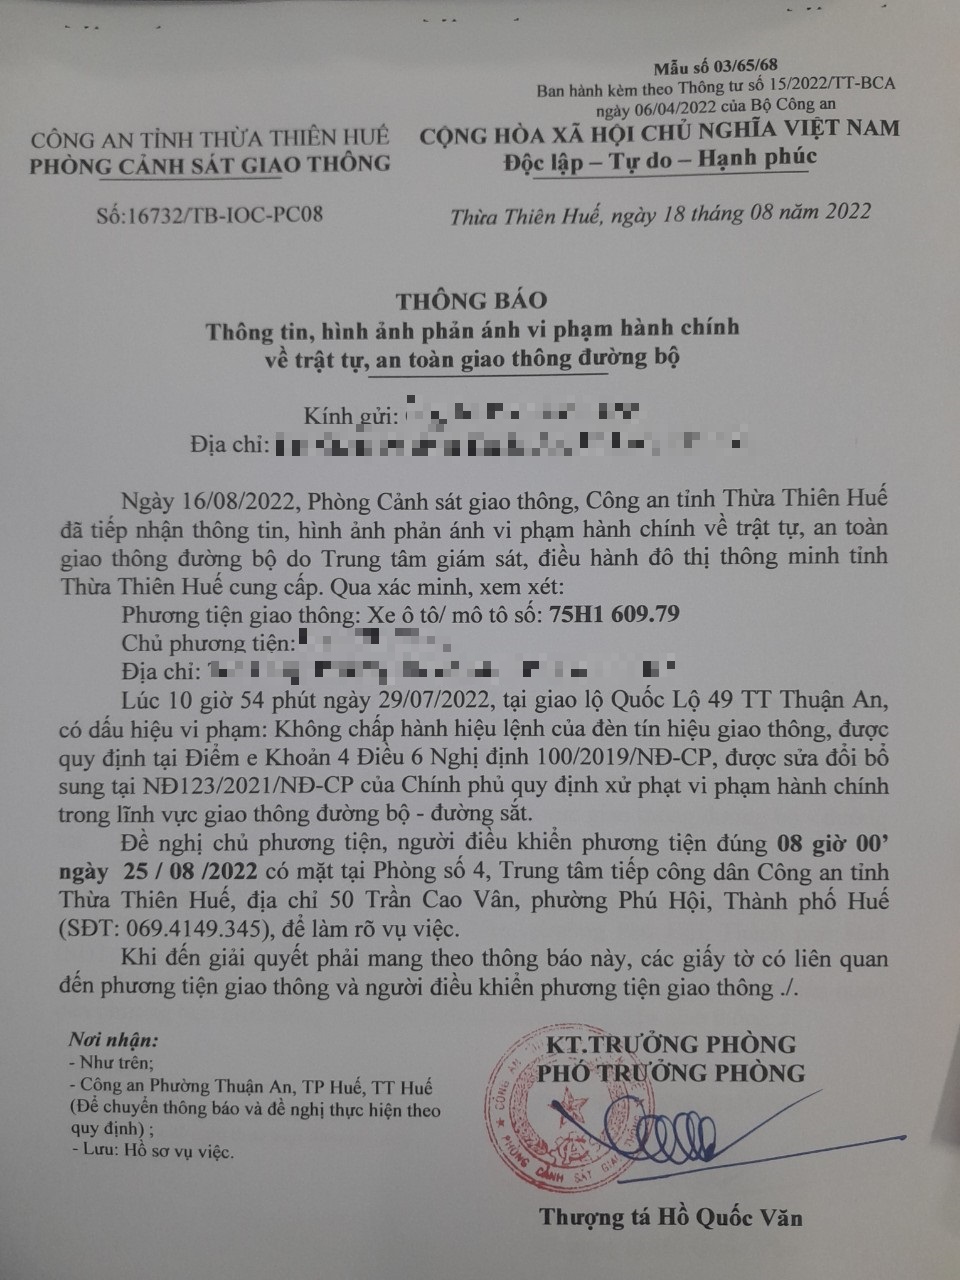 Mẫu số 03/65/68
Ban hành kèm theo Thông tư số 15/2022/TT-BCA
ngày 06/04/2022 của Bộ Công an
CÔNG AN TỈNH THỪA THIÊN HUẾ
PHÒNG CẢNH SÁT GIAO THÔNG
CỘNG HÒA XÃ HỘI CHỦ NGHĨA VIỆT NAM
Độc lập – Tự do – Hạnh phúc
Số:16732/TB-IOC-PC08
Thừa Thiên Huế, ngày 18 tháng 08 năm 2022
THÔNG BÁO
Thông tin, hình ảnh phản ánh vi phạm hành chính
về trật tự, an toàn giao thông đường bộ
Kính gửi:
Địa chỉ:
Ngày 16/08/2022, Phòng Cảnh sát giao thông, Công an tỉnh Thừa Thiên Huế
đã tiếp nhận thông tin, hình ảnh phản ánh vi phạm hành chính về trật tự, an toàn
giao thông đường bộ do Trung tâm giám sát, điều hành đô thị thông minh tỉnh
Thừa Thiên Huế cung cấp. Qua xác minh, xem xét:
Phương tiện giao thông: Xe ô tô/ mô tô số: 75H1 609.79
Chủ phương tiện:
Địa chỉ:
Lúc 10 giờ 54 phút ngày 29/07/2022, tại giao lộ Quốc Lộ 49 TT Thuận An,
có dấu hiệu vi phạm: Không chấp hành hiệu lệnh của đèn tín hiệu giao thông, được
quy định tại Điểm e Khoản 4 Điều 6 Nghị định 100/2019/NĐ-CP, được sửa đổi bổ
sung tại NĐ123/2021/NĐ-CP của Chính phủ quy định xử phạt vi phạm hành chính
trong lĩnh vực giao thông đường bộ - đường sắt.
Đề nghị chủ phương tiện, người điều khiển phương tiện đúng 08 giờ 00’
ngày 25 / 08 /2022 có mặt tại Phòng số 4, Trung tâm tiếp công dân Công an tỉnh
Thừa Thiên Huế, địa chỉ 50 Trần Cao Vân, phường Phú Hội, Thành phố Huế
(SĐT: 069.4149.345), để làm rõ vụ việc.
Khi đến giải quyết phải mang theo thông báo này, các giấy tờ có liên quan
đến phương tiện giao thông và người điều khiển phương tiện giao thông ./.
Nơi nhận:
- Như trên;
- Công an Phường Thuận An, TP Huế, TT Huế
(Để chuyển thông báo và đề nghị thực hiện theo
quy định) ;
- Lưu: Hồ sơ vụ việc.
KT.TRƯỞNG PHÒNG
PHÓ TRƯỞNG PHÒNG
CÔNG AN
PHÒNG CẢNH SÁT GIAO THÔNG
Thượng tá Hồ Quốc Văn